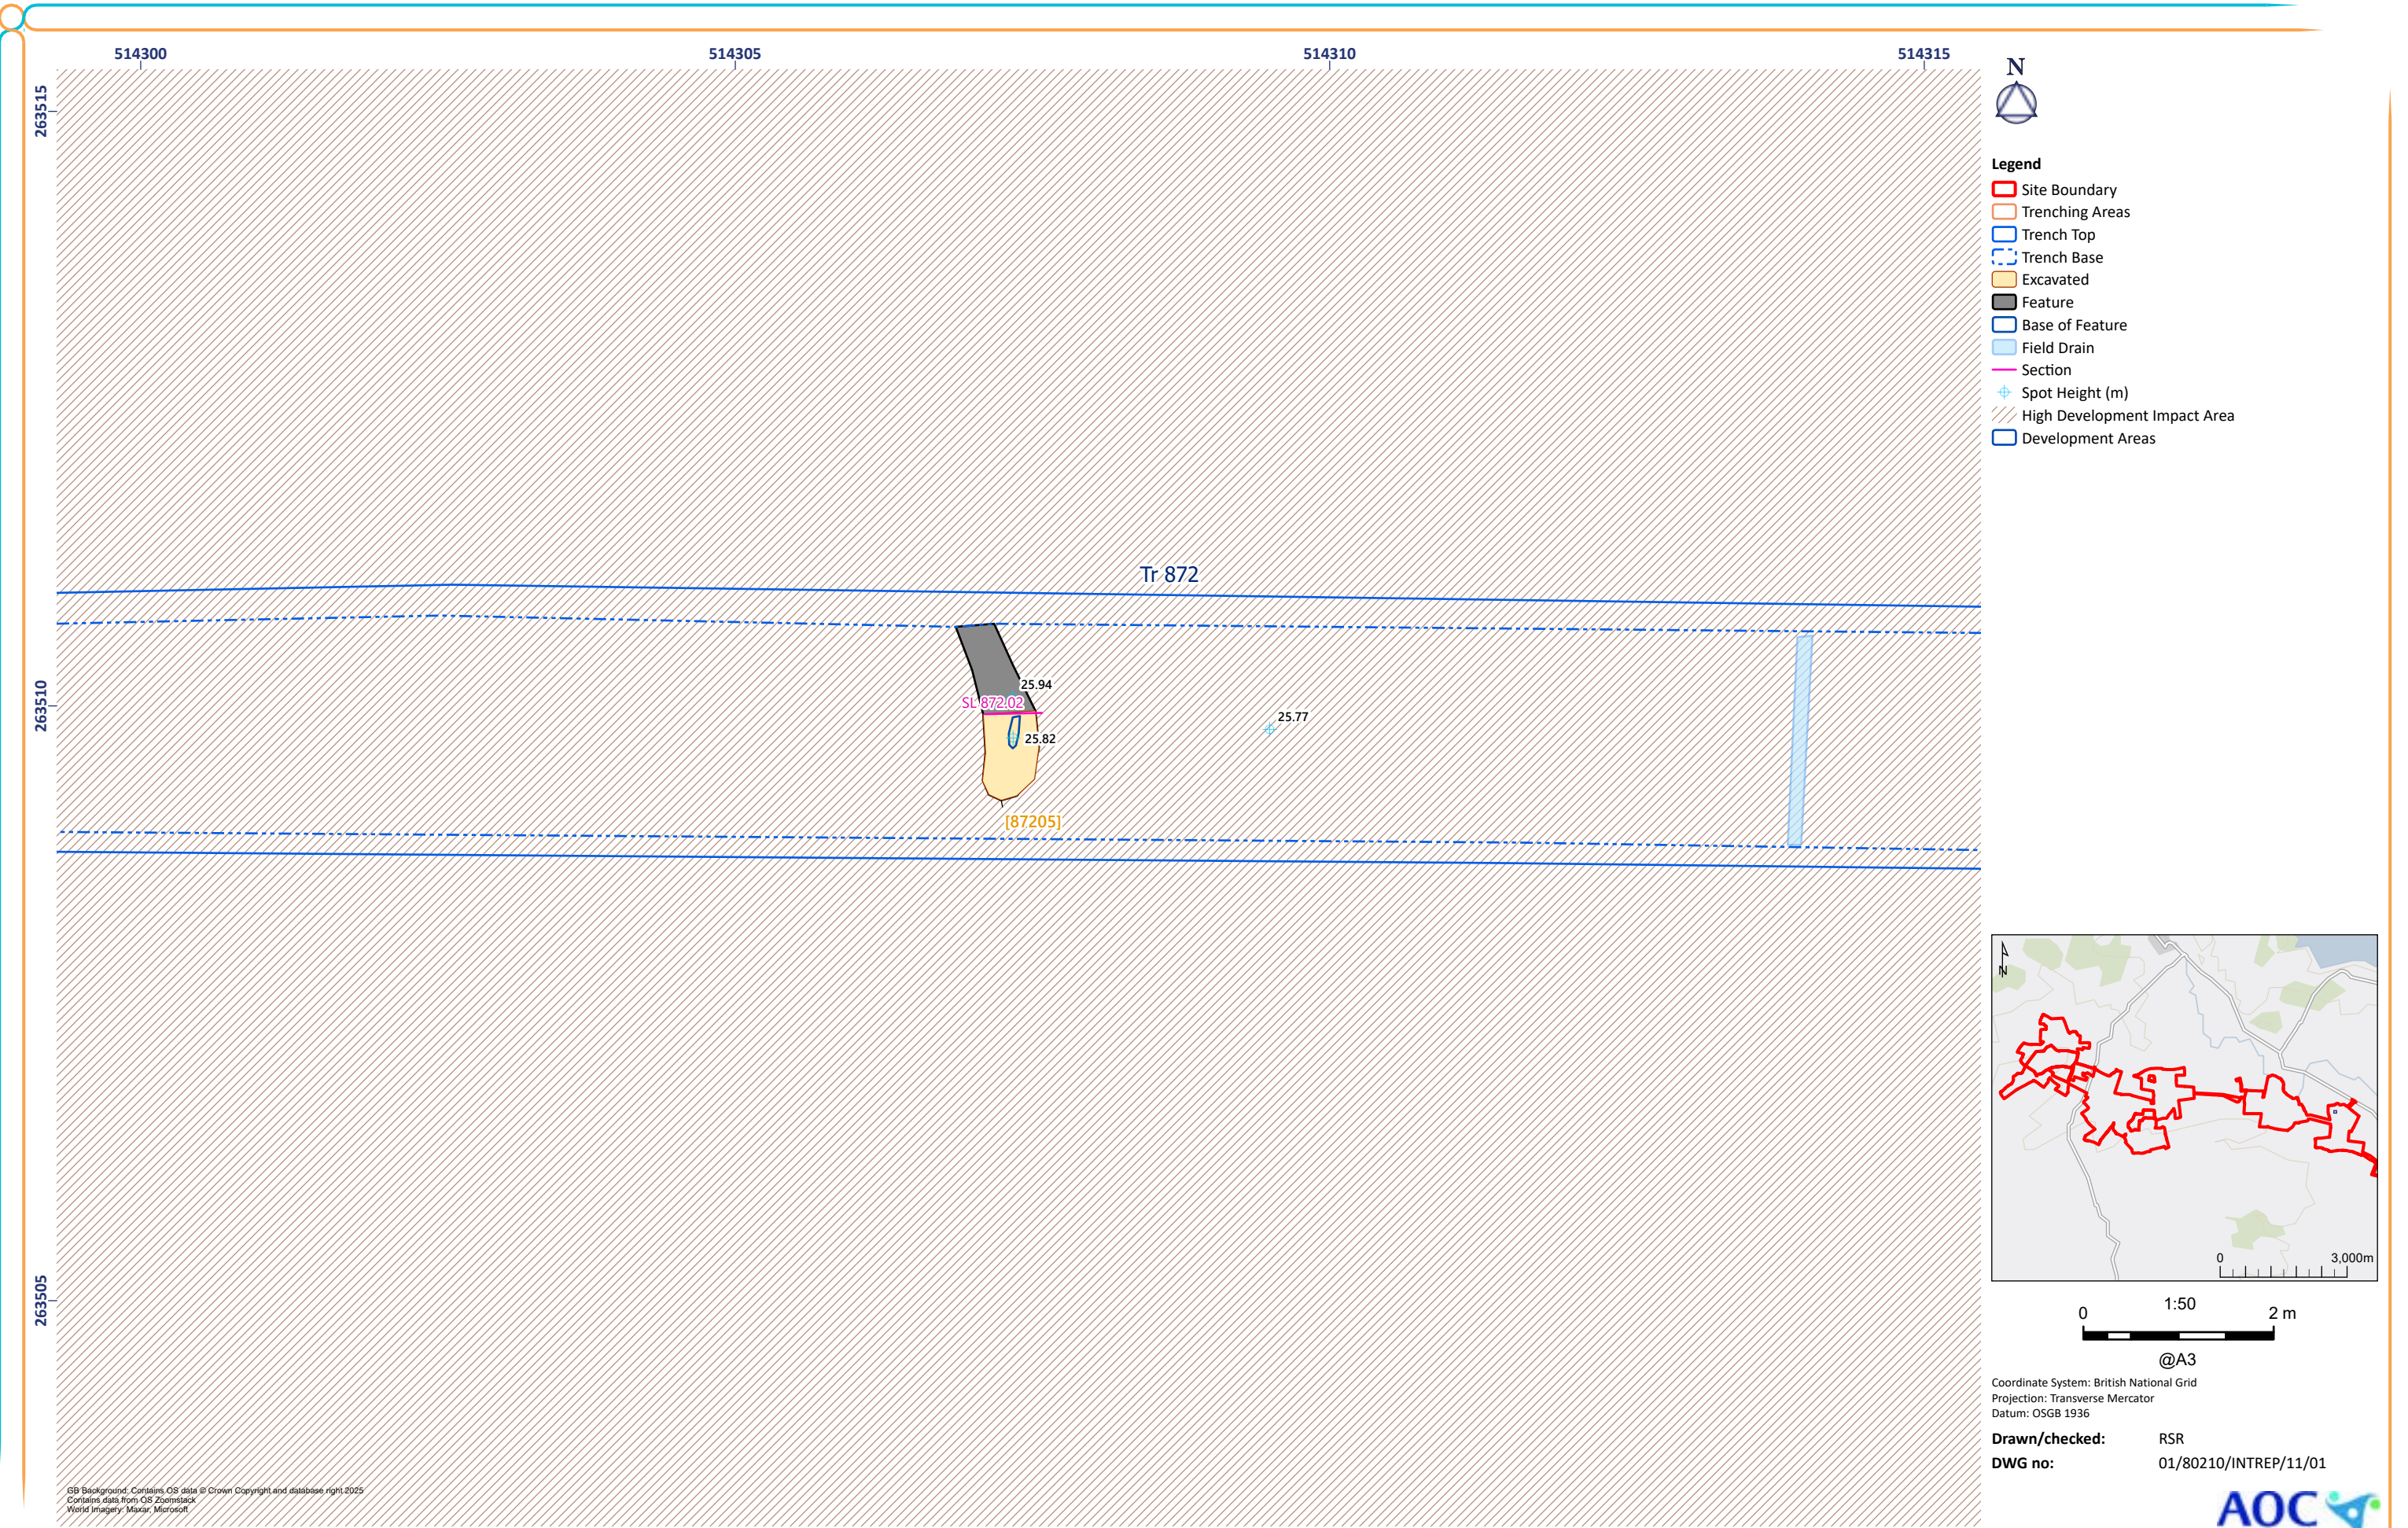 514300 514305 514310 514315
263515
263510
263505
Tr 872
25.94
SL 872.02
25.82
25.77
[87205]
N
Legend
Site Boundary
Trenching Areas
Trench Top
Trench Base
Excavated
Feature
Base of Feature
Field Drain
Section
Spot Height (m)
High Development Impact Area
Development Areas
N
0 3,000m
1:50
0 2 m
@A3
Coordinate System: British National Grid
Projection: Transverse Mercator
Datum: OSGB 1936
Drawn/checked: RSR
DWG no: 01/80210/INTREP/11/01
AOC
GB Background: Contains OS data © Crown Copyright and database right 2025
Contains data from OS Zoomstack
World Imagery: Maxar, Microsoft